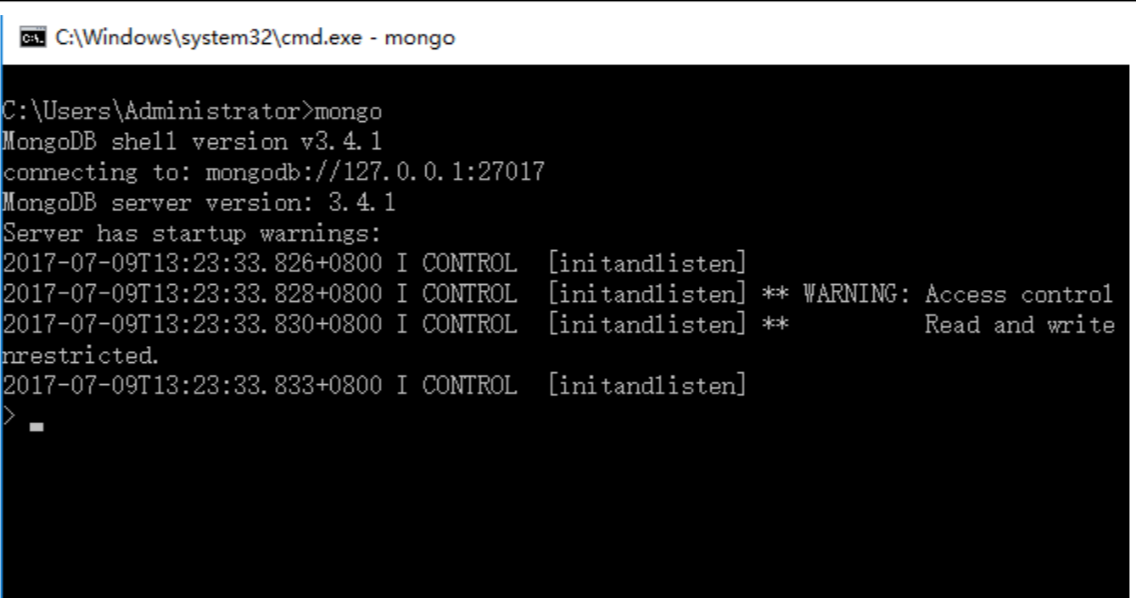 C:\Windows\system32\cmd.exe - mongo
C:\Users\Administrator>mongo
MongoDB shell version v3.4.1
connecting to: mongodb://127.0.0.1:27017
MongoDB server version: 3.4.1
Server has startup warnings:
2017-07-09T13:23:33.826+0800 I CONTROL  [initandlisten]
2017-07-09T13:23:33.828+0800 I CONTROL  [initandlisten] ** WARNING: Access control
2017-07-09T13:23:33.830+0800 I CONTROL  [initandlisten] **          Read and write
nrestricted.
2017-07-09T13:23:33.833+0800 I CONTROL  [initandlisten]
>